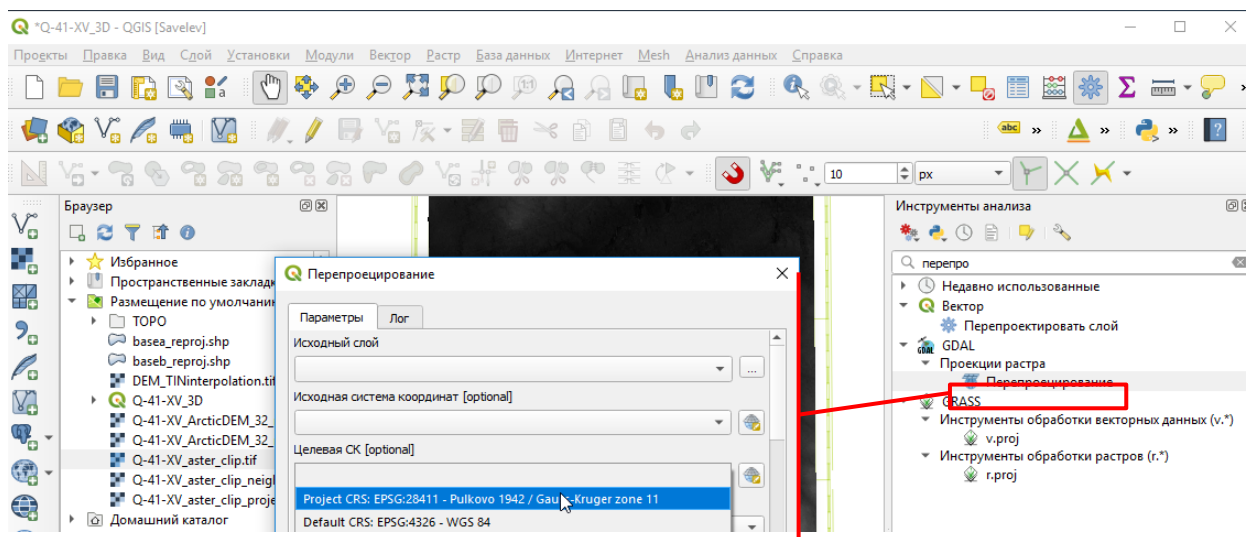 *Q-41-XV_3D - QGIS [Savelev]
Проекты Правка Вид Слой Установки Модули Вектор Растр База данных Интернет Mesh Анализ данных Справка
1:1
abc » » » ?
10 px
Браузер
Избранное
Пространственные заклад
Размещение по умолчани
TOPO
basea_reproj.shp
baseb_reproj.shp
DEM_TINinterpolation.tif
Q-41-XV_3D
Q-41-XV_ArcticDEM_32_
Q-41-XV_ArcticDEM_32_
Q-41-XV_aster_clip.tif
Q-41-XV_aster_clip_neigl
Q-41-XV_aster_clip_proje
Домашний каталог
Перепроецирование
Параметры Лог
Исходный слой
...
Исходная система координат [optional]
Целевая СК [optional]
Project CRS: EPSG:28411 - Pulkovo 1942 / Gauss-Kruger zone 11
Default CRS: EPSG:4326 - WGS 84
Инструменты анализа
перепро
Недавно использованные
Вектор
Перепроектировать слой
GDAL
Проекции растра
Перепроецирование
GRASS
Инструменты обработки векторных данных (v.*)
v.proj
Инструменты обработки растров (r.*)
r.proj